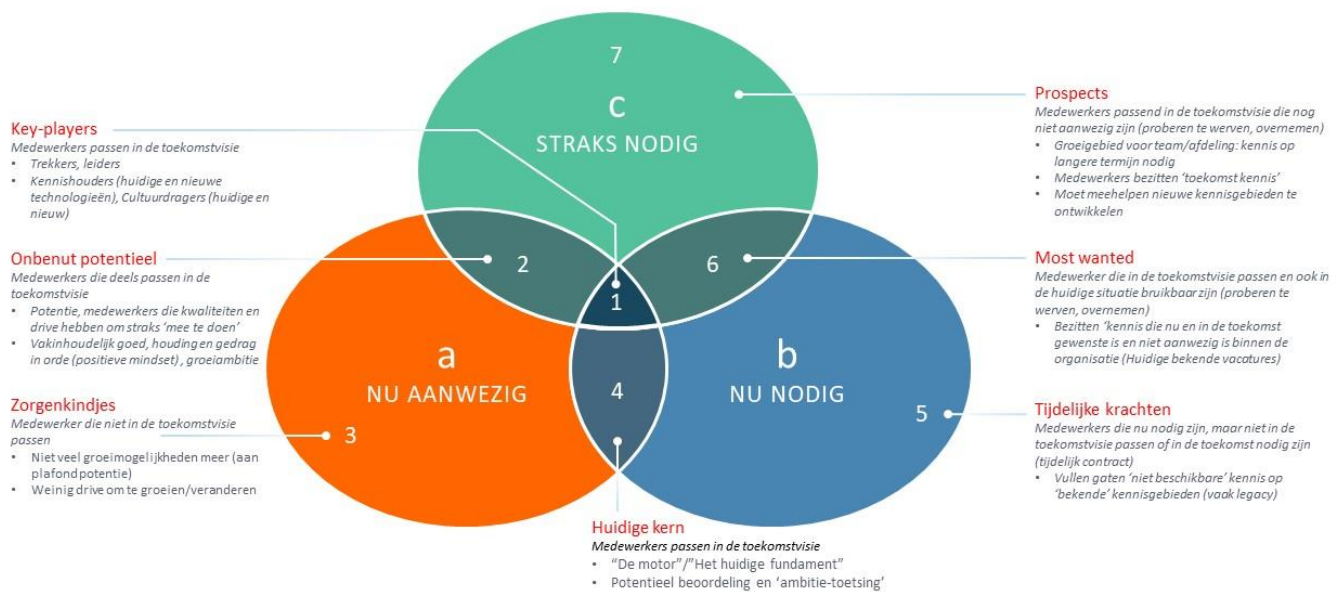 7
c
STRAKS NODIG
Key-players
Medewerkers passen in de toekomstvisie
• Trekkers, leiders
• Kennishouders (huidige en nieuwe
technologieën), Cultuurdragers (huidige en
nieuw)
Onbenut potentieel
Medewerkers die deels passen in de
toekomstvisie
• Potentie, medewerkers die kwaliteiten en
drive hebben om straks ‘mee te doen’
• Vakinhoudelijk goed, houding en gedrag
in orde (positieve mindset) , groeiambitie
Zorgenkindjes
Medewerker die niet in de toekomstvisie
passen
• Niet veel groeimogelijkheden meer (aan
plafond potentie)
• Weinig drive om te groeien/veranderen
2
6
1
a
NU AANWEZIG
b
NU NODIG
4
3
5
Prospects
Medewerkers passend in de toekomstvisie die nog
niet aanwezig zijn (proberen te werven, overnemen)
• Groeigebied voor team/afdeling: kennis op
langere termijn nodig
• Medewerkers bezitten ‘toekomst kennis’
• Moet meehelpen nieuwe kennisgebieden te
ontwikkelen
Most wanted
Medewerker die in de toekomstvisie passen en ook in
de huidige situatie bruikbaar zijn (proberen te
werven, overnemen)
• Bezitten ‘kennis die nu en in de toekomst
gewenste is en niet aanwezig is binnen de
organisatie (Huidige bekende vacatures)
Tijdelijke krachten
Medewerkers die nu nodig zijn, maar niet in de
toekomstvisie passen of in de toekomst nodig zijn
(tijdelijk contract)
• Vullen gaten ‘niet beschikbare’ kennis op
‘bekende’ kennisgebieden (vaak legacy)
Huidige kern
Medewerkers passen in de toekomstvisie
• “De motor”/”Het huidige fundament”
• Potentieel beoordeling en ‘ambitie-toetsing’